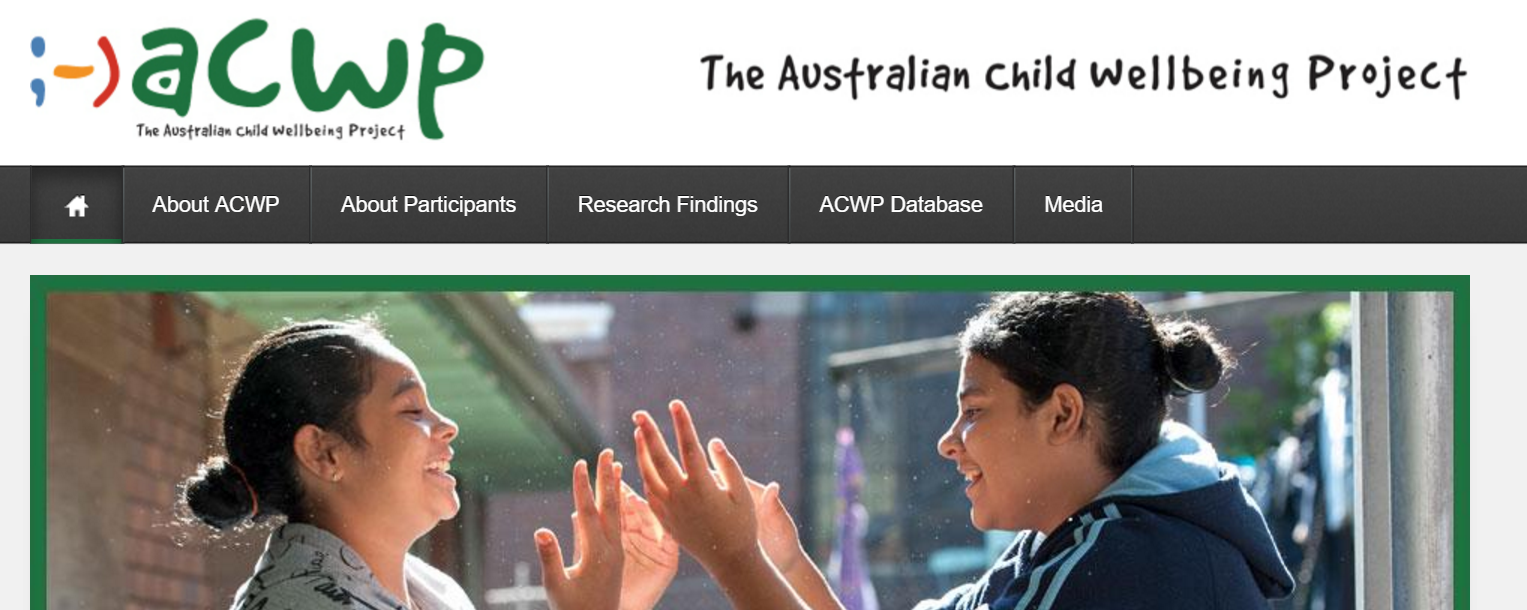 ;-) acwp
The Australian Child Wellbeing Project
The Australian Child Wellbeing Project
About ACWP
About Participants
Research Findings
ACWP Database
Media